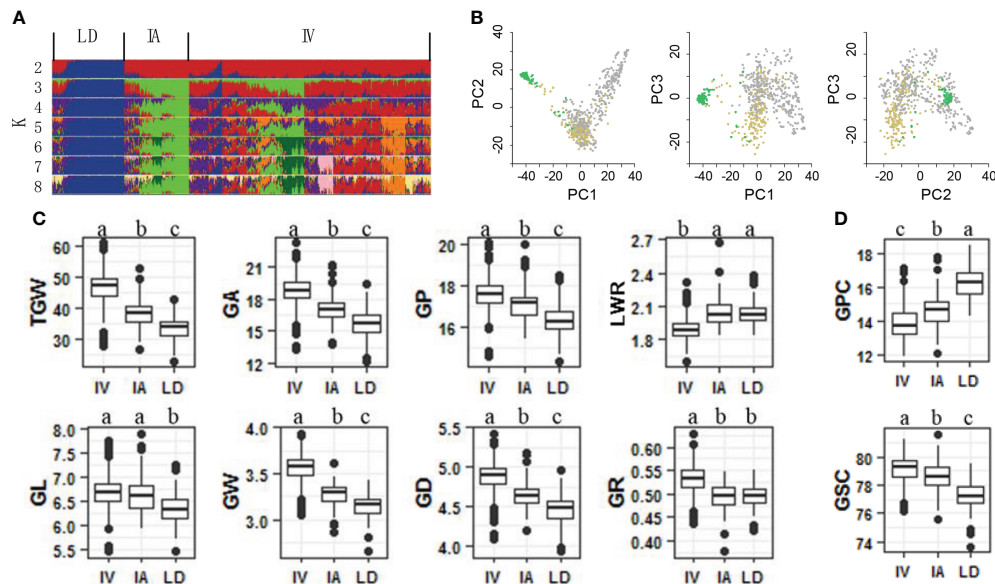 A
LD IA IV
K
2
3
4
5
6
7
8
B
PC2
40
20
0
-20
-40 -20 0 20 40
PC1
PC3
20
0
-20
-40 -20 0 20 40
PC1
PC3
20
0
-20
-40 -20 0 20 40
PC2
C
a b c
TGW
60
50
40
30
IV IA LD
a b c
GA
21
18
15
12
IV IA LD
a b c
GP
20
18
16
IV IA LD
b a a
LWR
2.7
2.4
2.1
1.8
IV IA LD
D
c b a
GPC
18
16
14
12
IV IA LD
a a b
GL
8.0
7.5
7.0
6.5
6.0
5.5
IV IA LD
a b c
GW
4.0
3.5
3.0
IV IA LD
a b c
GD
5.5
5.0
4.5
4.0
IV IA LD
a b b
GR
0.60
0.55
0.50
0.45
0.40
IV IA LD
a b c
GSC
80
78
76
74
IV IA LD